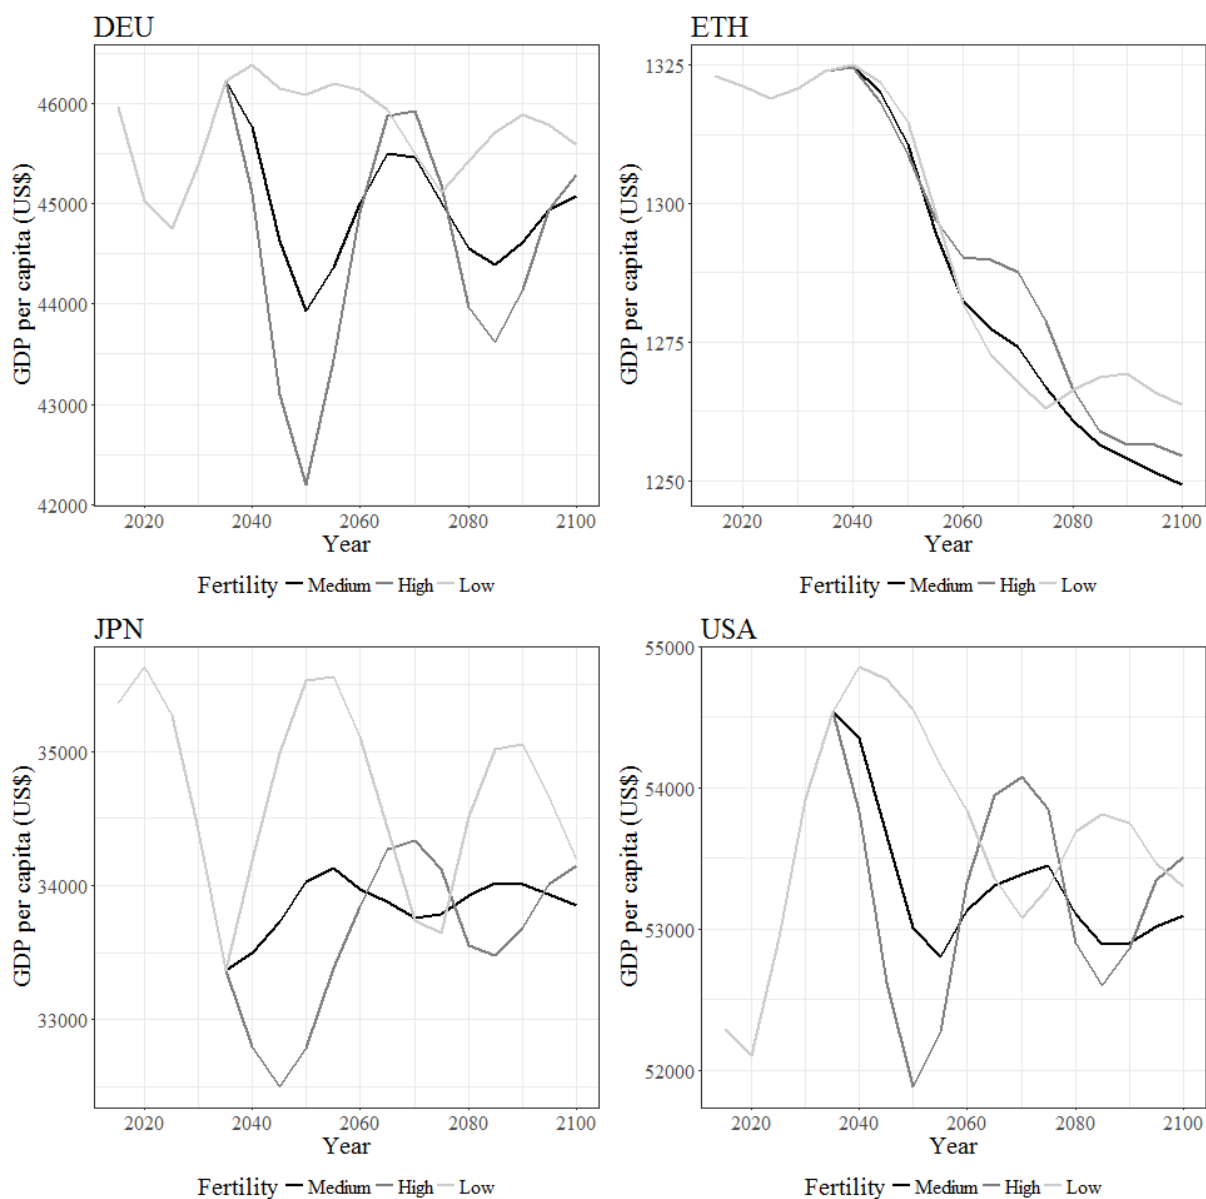 DEU
GDP per capita (US$)
46000
45000
44000
43000
42000
2020 2040 2060 2080 2100
Year
Fertility Medium High Low
ETH
GDP per capita (US$)
1325
1300
1275
1250
2020 2040 2060 2080 2100
Year
Fertility Medium High Low
JPN
GDP per capita (US$)
35000
34000
33000
2020 2040 2060 2080 2100
Year
Fertility Medium High Low
USA
GDP per capita (US$)
55000
54000
53000
52000
2020 2040 2060 2080 2100
Year
Fertility Medium High Low